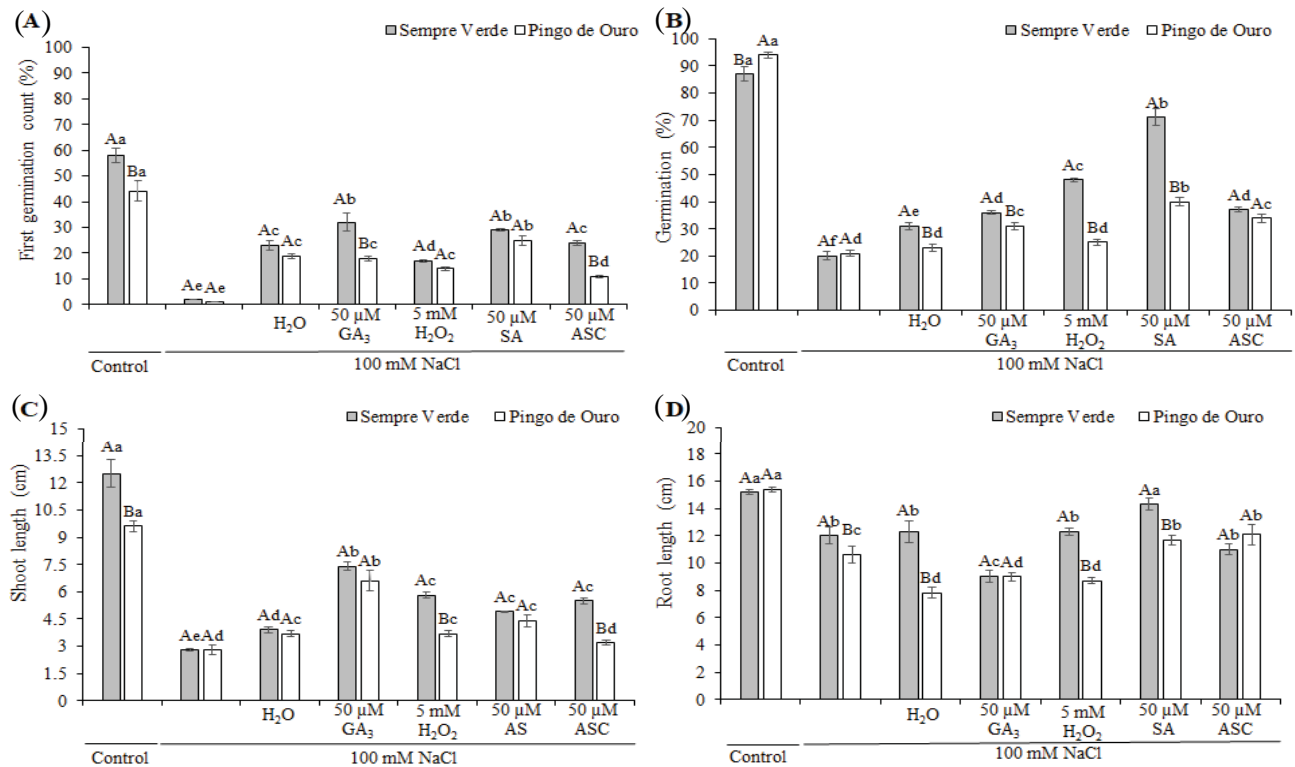 (A)
Sempre Verde Pingo de Ouro
First germination count (%)
100
90
80
70
60
50
40
30
20
10
0
Aa Ba
Ae Ae
Ac Ac
Ab Bc
Ad Ac
Ab Ab
Ac Bd
H₂O
50 µM GA₃
5 mM H₂O₂
50 µM SA
50 µM ASC
Control 100 mM NaCl
(B)
Sempre Verde Pingo de Ouro
Germination (%)
100
90
80
70
60
50
40
30
20
10
0
Ba Aa
Af Ad
Ae Bd
Ad Bc
Ac Bd
Ab Bb
Ad Ac
H₂O
50 µM GA₃
5 mM H₂O₂
50 µM SA
50 µM ASC
Control 100 mM NaCl
(C)
Sempre Verde Pingo de Ouro
Shoot length (cm)
15
13.5
12
10.5
9
7.5
6
4.5
3
1.5
0
Aa Ba
Ae Ad
Ad Ac
Ab Ab
Ac Bc
Ac Ac
Ac Bd
H₂O
50 µM GA₃
5 mM H₂O₂
50 µM AS
50 µM ASC
Control 100 mM NaCl
(D)
Sempre Verde Pingo de Ouro
Root length (cm)
20
18
16
14
12
10
8
6
4
2
0
Aa Aa
Ab Bc
Ab Bd
Ac Ad
Ab Bd
Aa Bb
Ab Ab
H₂O
50 µM GA₃
5 mM H₂O₂
50 µM SA
50 µM ASC
Control 100 mM NaCl